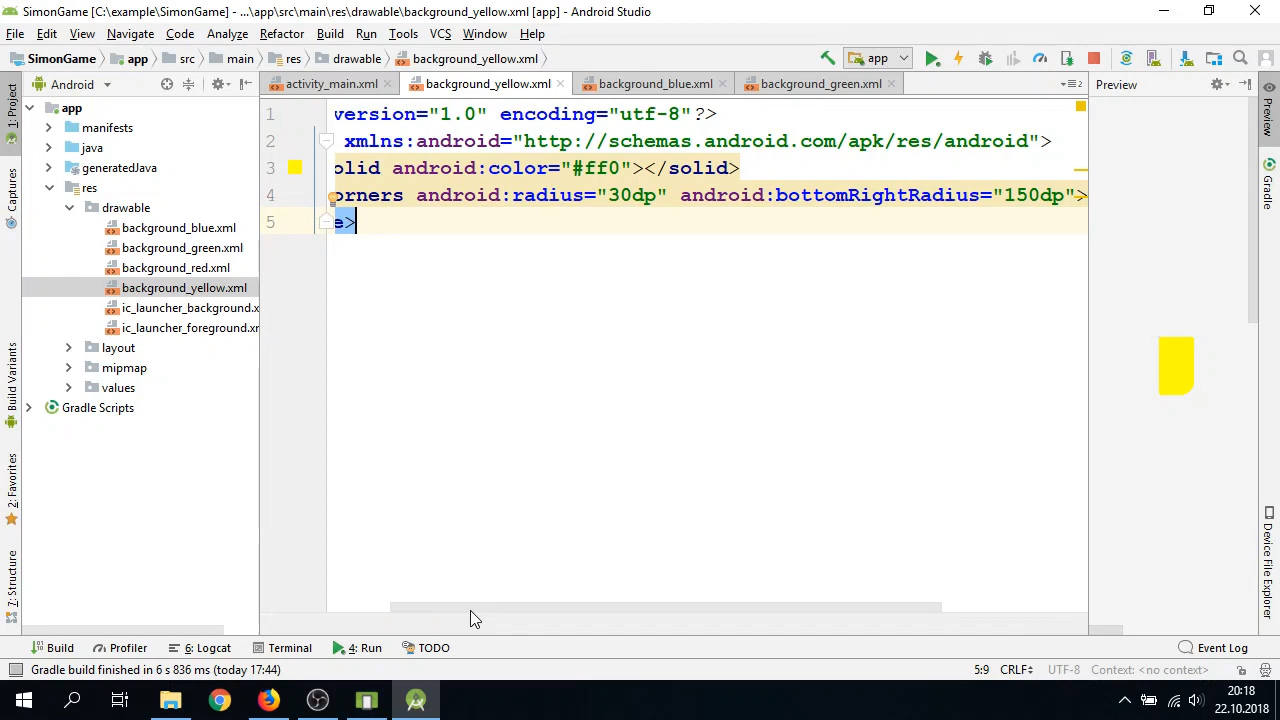 SimonGame [C:\example\SimonGame] - ...\app\src\main\res\drawable\background_yellow.xml [app] - Android Studio
File Edit View Navigate Code Analyze Refactor Build Run Tools VCS Window Help
SimonGame app src main res drawable background_yellow.xml app
Android activity_main.xml background_yellow.xml background_blue.xml background_green.xml Preview
app
manifests
java
generatedJava
res
drawable
background_blue.xml
background_green.xml
background_red.xml
background_yellow.xml
ic_launcher_background.x
ic_launcher_foreground.xr
layout
mipmap
values
Gradle Scripts
1 version="1.0" encoding="utf-8"?>
2 xmlns:android="http://schemas.android.com/apk/res/android">
3 olid android:color="#ff0"></solid>
4 orners android:radius="30dp" android:bottomRightRadius="150dp">
5 e>
1: Project
Captures
Build Variants
2: Favorites
7: Structure
Preview
Gradle
Device File Explorer
Build Profiler 6: Logcat Terminal 4: Run TODO Event Log
Gradle build finished in 6 s 836 ms (today 17:44) 5:9 CRLF UTF-8 Context: <no context>
20:18
22.10.2018